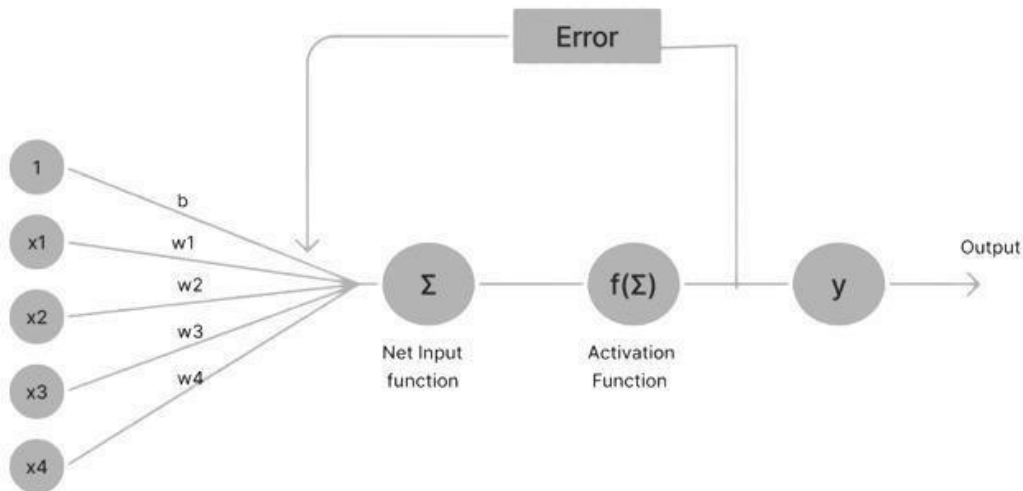 Error
1
b
x1
w1
x2
w2
x3
w3
x4
w4
Σ
Net Input
function
f(Σ)
Activation
Function
y
Output